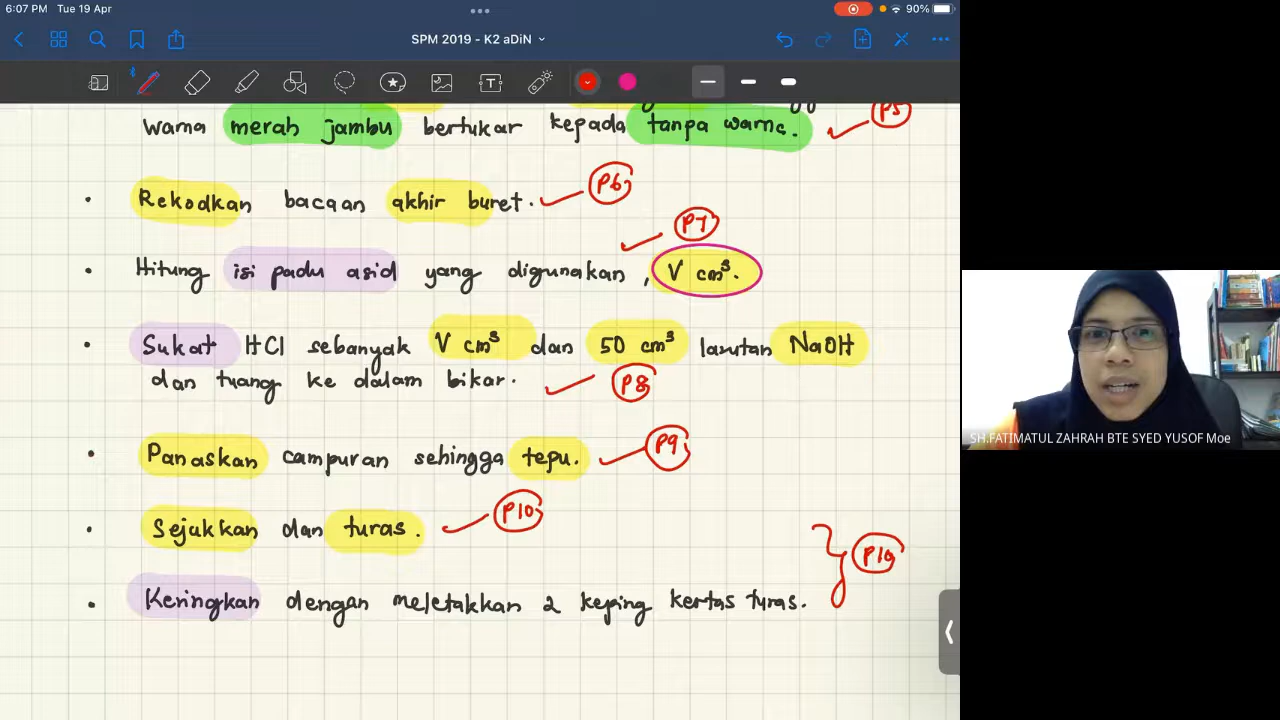 6:07 PM Tue 19 Apr
90%
SPM 2019 - K2 aDiN
T
warna merah jambu bertukar kepada tanpa warna. P5
• Rekodkan bacaan akhir buret. P6
P7
• Hitung isi padu asid yang digunakan, V cm³.
• Sukat HCl sebanyak V cm³ dan 50 cm³ larutan NaOH
dan tuang ke dalam bikar. P8
• Panaskan campuran sehingga tepu. P9
• Sejukkan dan turas. P10
P10
• Keringkan dengan meletakkan 2 keping kertas turas.
SH.FATIMATUL ZAHRAH BTE SYED YUSOF Moe